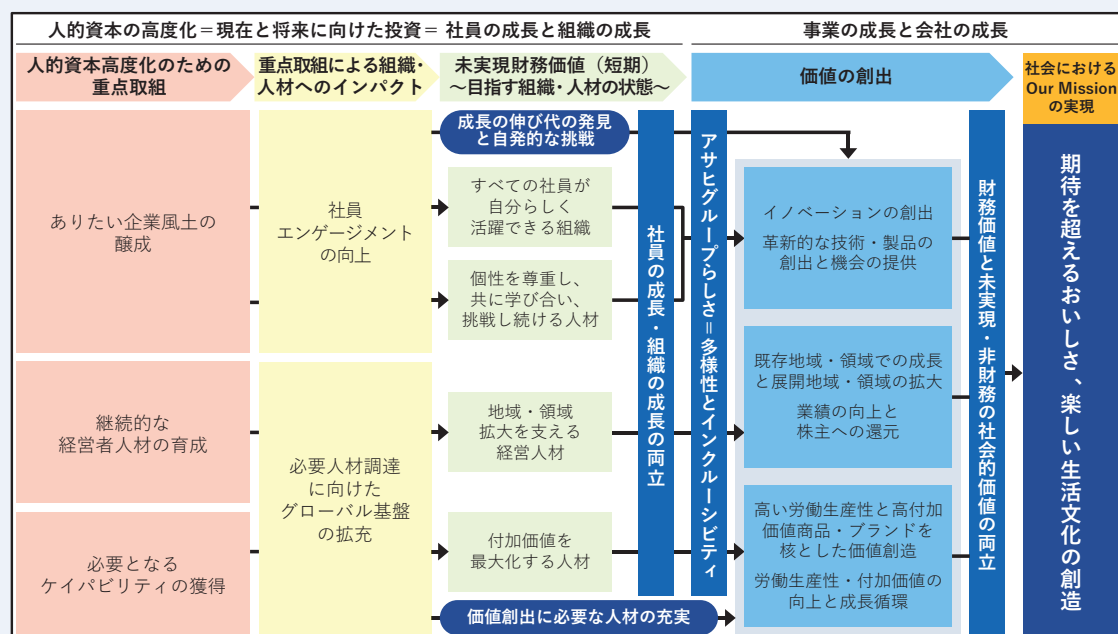 人的資本の高度化＝現在と将来に向けた投資＝ 社員の成長と組織の成長
事業の成長と会社の成長
人的資本高度化のための
重点取組
重点取組による組織・
人材へのインパクト
未実現財務価値（短期）
～目指す組織・人材の状態～
価値の創出
社会における
Our Mission
の実現
ありたい企業風土の
醸成
継続的な
経営者人材の育成
必要となる
ケイパビリティの獲得
社員
エンゲージメント
の向上
必要人材調達
に向けた
グローバル基盤
の拡充
成長の伸び代の発見
と自発的な挑戦
すべての社員が
自分らしく
活躍できる組織
個性を尊重し、
共に学び合い、
挑戦し続ける人材
地域・領域
拡大を支える
経営人材
付加価値を
最大化する人材
価値創出に必要な人材の充実
社員の成長・組織の成長の両立
アサヒグループらしさ＝多様性とインクルーシビティ
イノベーションの創出
革新的な技術・製品の
創出と機会の提供
既存地域・領域での成長
と展開地域・領域の拡大
業績の向上と
株主への還元
高い労働生産性と高付加
価値商品・ブランドを
核とした価値創造
労働生産性・付加価値の
向上と成長循環
財務価値と未実現・非財務の社会的価値の両立
期待を超えるおいしさ、楽しい生活文化の創造